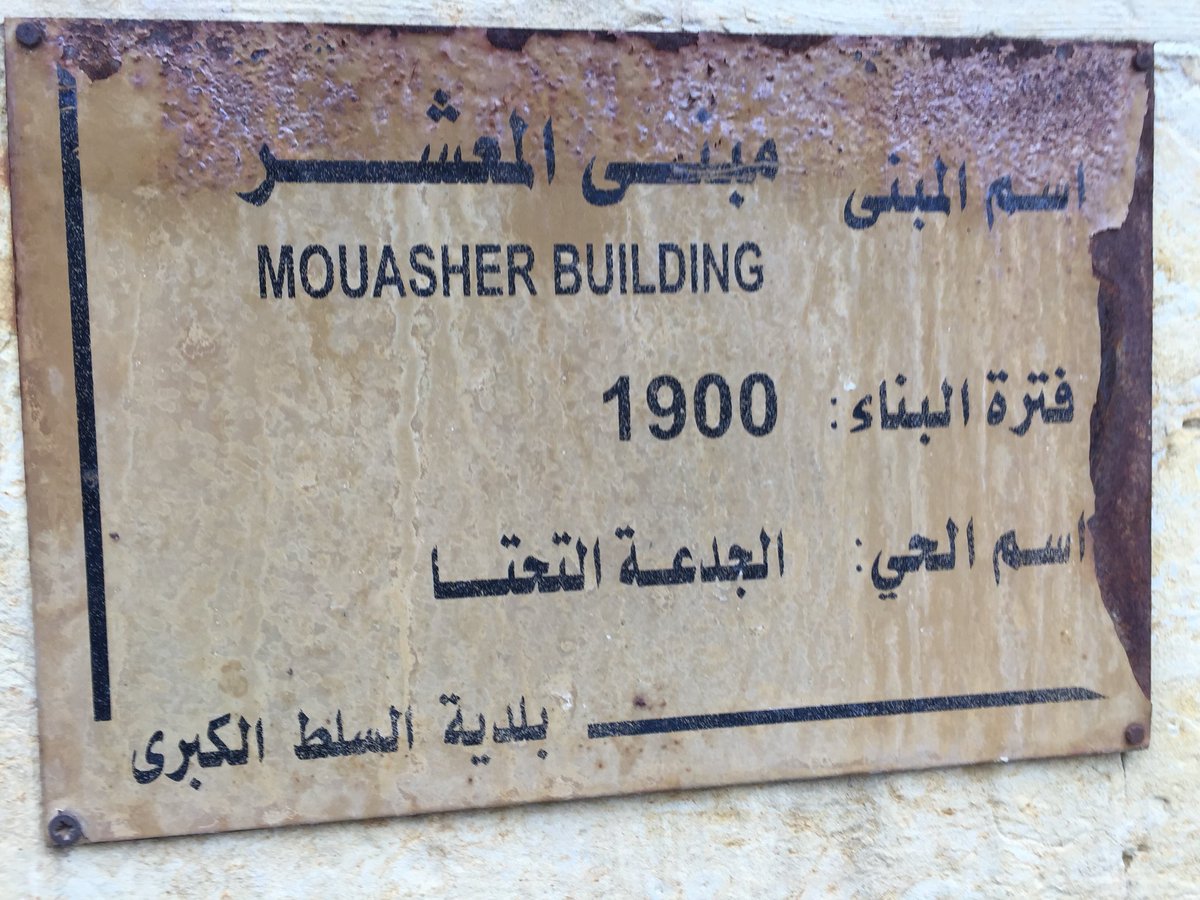 اسم المبنى مبنى المعشر
MOUASHER BUILDING
فترة البناء: 1900
اسم الحي: الجدعة التحتا
بلدية السلط الكبرى